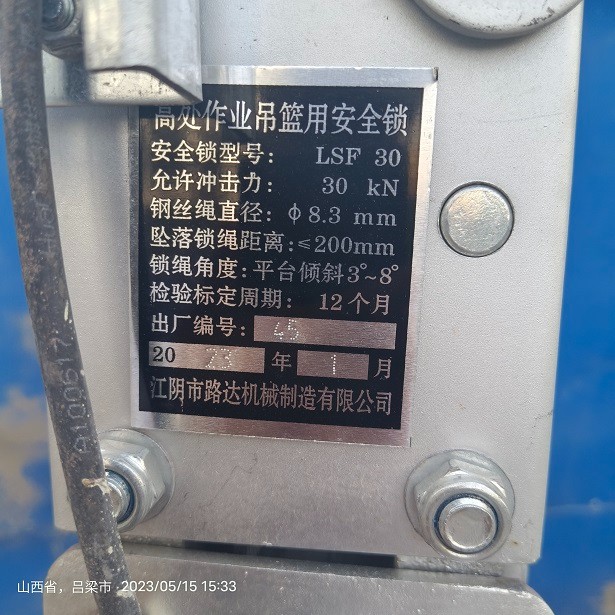 高处作业吊篮用安全锁
安全锁型号: LSF 30
允许冲击力: 30 kN
钢丝绳直径: φ8.3 mm
坠落锁绳距离:≤200mm
锁绳角度:平台倾斜3°~8°
检验标定周期: 12个月
出厂编号: 45
20 23 年 1 月
江阴市路达机械制造有限公司
山西省，吕梁市 · 2023/05/15 15:33